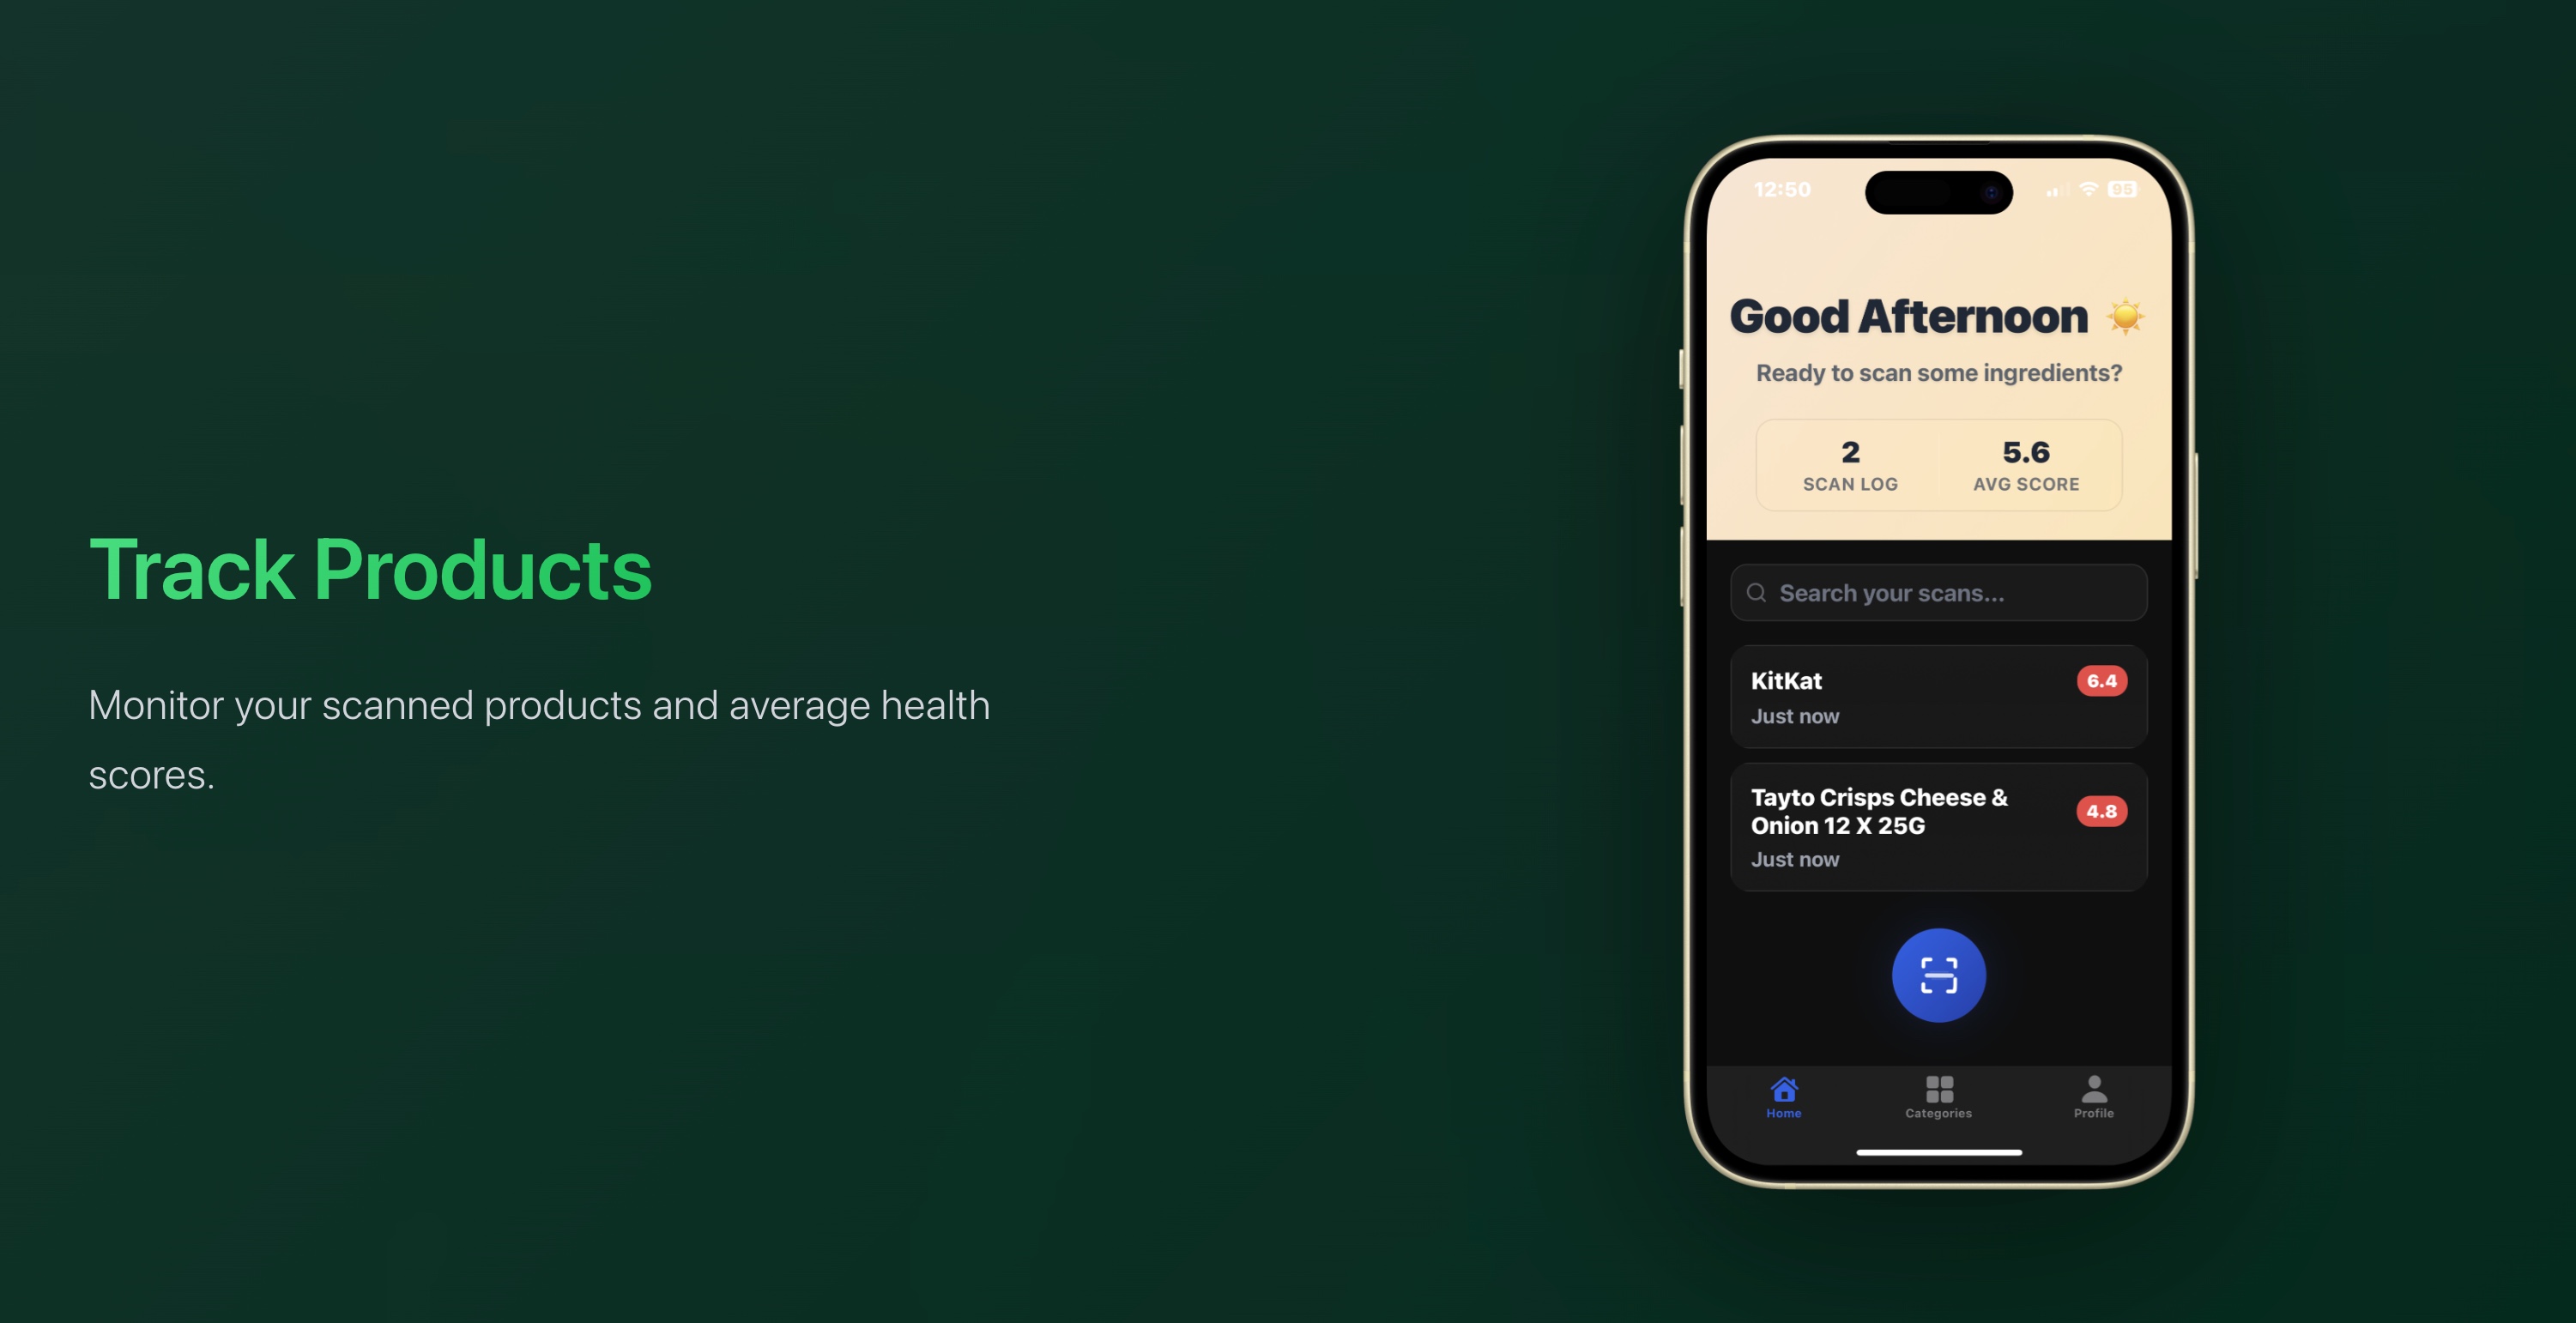 Track Products
Monitor your scanned products and average health
scores.
12:50
95
Good Afternoon
Ready to scan some ingredients?
2
SCAN LOG
5.6
AVG SCORE
Search your scans...
KitKat
6.4
Just now
Tayto Crisps Cheese &
Onion 12 X 25G
4.8
Just now
Home
Categories
Profile